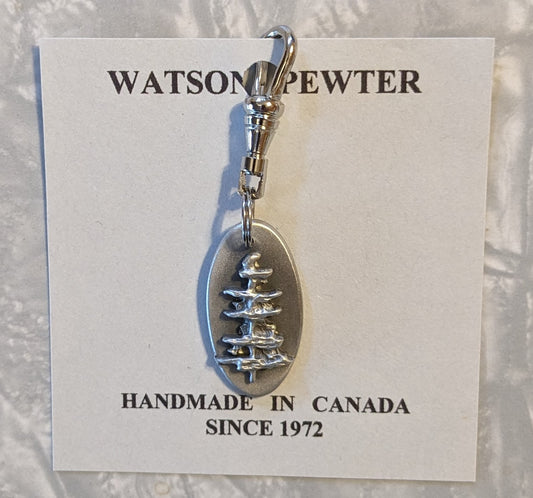 WATSON PEWTER
HANDMADE IN CANADA
SINCE 1972